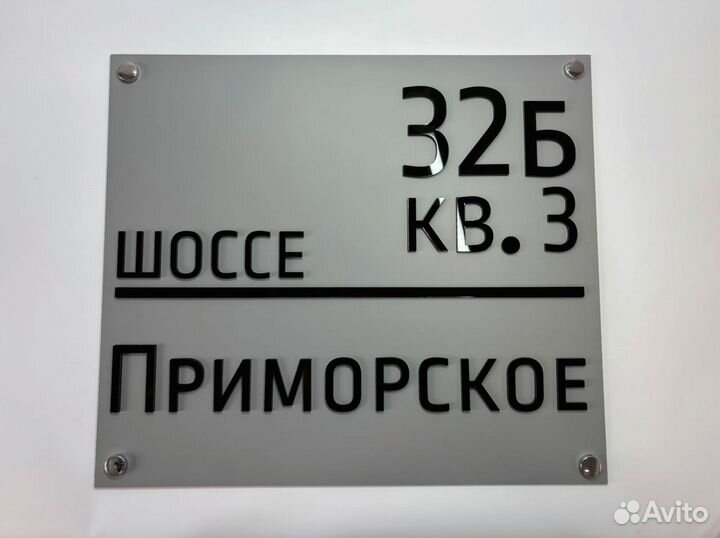 32Б
кв. 3
шоссе
Приморское
Avito